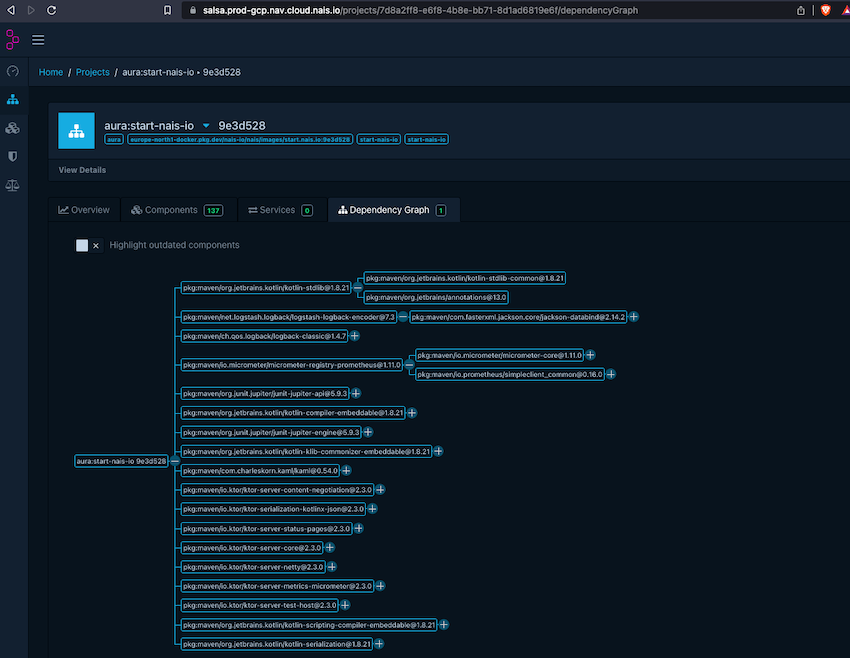 salsa.prod-gcp.nav.cloud.nais.io/projects/7d8a2ff8-e6f8-4b8e-bb71-8d1ad6819e6f/dependencyGraph
Home / Projects / aura:start-nais-io • 9e3d528
aura:start-nais-io 9e3d528
aura europe-north1-docker.pkg.dev/nais-io/nais/images/start.nais.io:9e3d528 start-nais-io start-nais-io
View Details
Overview Components 137 Services 0 Dependency Graph 1
Highlight outdated components
pkg:maven/org.jetbrains.kotlin/kotlin-stdlib-common@1.8.21
pkg:maven/org.jetbrains.kotlin/kotlin-stdlib@1.8.21
pkg:maven/org.jetbrains/annotations@13.0
pkg:maven/net.logstash.logback/logstash-logback-encoder@7.3 pkg:maven/com.fasterxml.jackson.core/jackson-databind@2.14.2
pkg:maven/ch.qos.logback/logback-classic@1.4.7
pkg:maven/io.micrometer/micrometer-core@1.11.0
pkg:maven/io.micrometer/micrometer-registry-prometheus@1.11.0
pkg:maven/io.prometheus/simpleclient_common@0.16.0
pkg:maven/org.junit.jupiter/junit-jupiter-api@5.9.3
pkg:maven/org.jetbrains.kotlin/kotlin-compiler-embeddable@1.8.21
pkg:maven/org.junit.jupiter/junit-jupiter-engine@5.9.3
pkg:maven/org.jetbrains.kotlin/kotlin-klib-commonizer-embeddable@1.8.21
aura:start-nais-io 9e3d528
pkg:maven/com.charleskorn.kaml/kaml@0.54.0
pkg:maven/io.ktor/ktor-server-content-negotiation@2.3.0
pkg:maven/io.ktor/ktor-serialization-kotlinx-json@2.3.0
pkg:maven/io.ktor/ktor-server-status-pages@2.3.0
pkg:maven/io.ktor/ktor-server-core@2.3.0
pkg:maven/io.ktor/ktor-server-netty@2.3.0
pkg:maven/io.ktor/ktor-server-metrics-micrometer@2.3.0
pkg:maven/io.ktor/ktor-server-test-host@2.3.0
pkg:maven/org.jetbrains.kotlin/kotlin-scripting-compiler-embeddable@1.8.21
pkg:maven/org.jetbrains.kotlin/kotlin-serialization@1.8.21